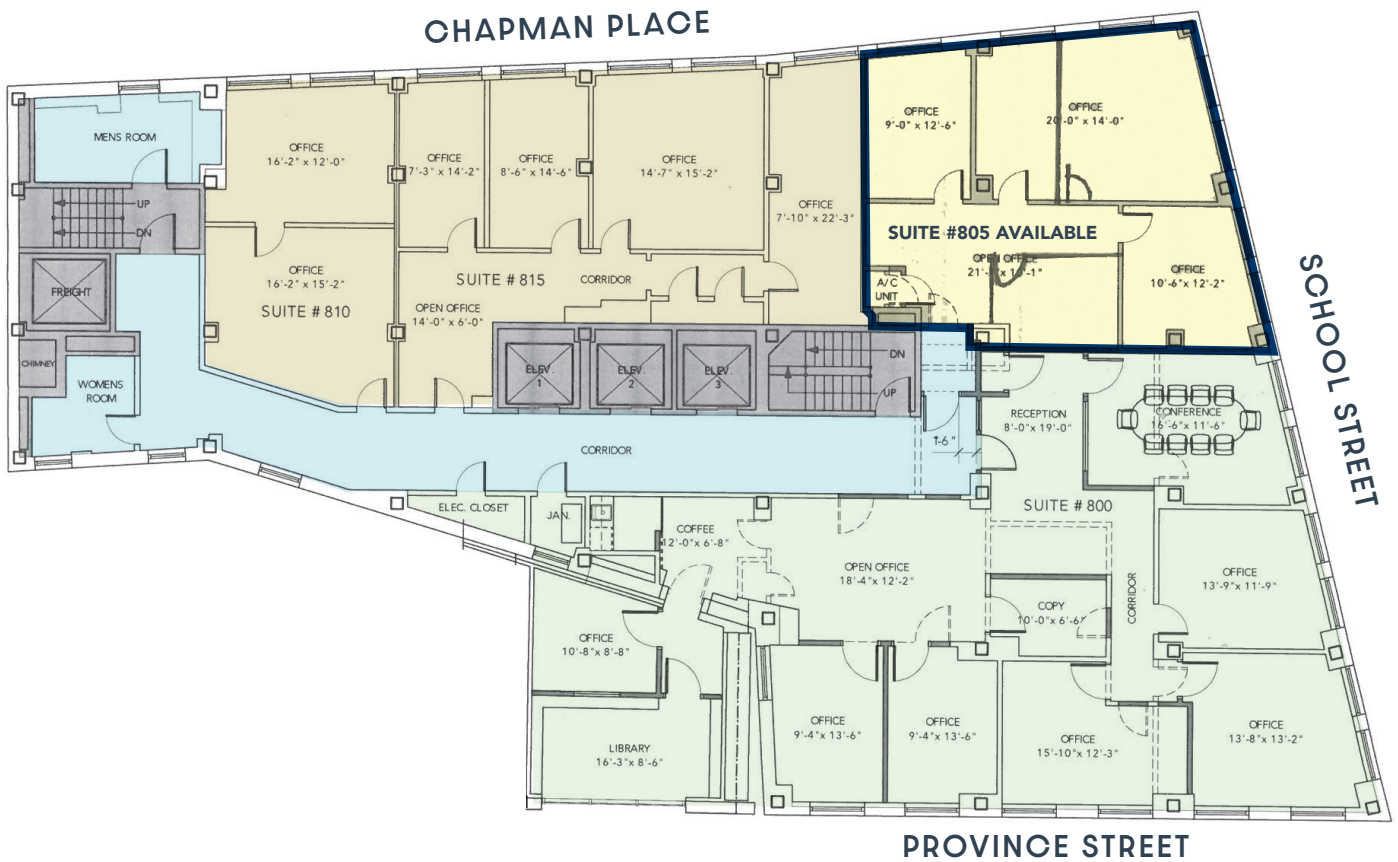 CHAPMAN PLACE
MENS ROOM
UP
DN
FREIGHT
CHIMNEY
WOMENS
ROOM
OFFICE
16'-2" x 12'-0"
OFFICE
16'-2" x 15'-2"
SUITE # 810
OFFICE
7'-3" x 14'-2"
OFFICE
8'-6" x 14'-6"
OFFICE
14'-7" x 15'-2"
OFFICE
7'-10" x 22'-3"
SUITE # 815
CORRIDOR
OPEN OFFICE
14'-0" x 6'-0"
ELEV.
1
ELEV.
2
ELEV.
3
DN
UP
OFFICE
9'-0" x 12'-6"
OFFICE
20'-0" x 14'-0"
SUITE #805 AVAILABLE
OPEN OFFICE
A/C
UNIT
OFFICE
10'-6" x 12'-2"
SCHOOL STREET
CORRIDOR
RECEPTION
8'-0" x 19'-0"
CONFERENCE
16'-6" x 11'-6"
SUITE # 800
ELEC. CLOSET
JAN.
COFFEE
12'-0" x 6'-8"
OPEN OFFICE
18'-4" x 12'-2"
COPY
10'-0" x 6'-6"
CORRIDOR
OFFICE
13'-9" x 11'-9"
OFFICE
10'-8" x 8'-8"
LIBRARY
16'-3" x 8'-6"
OFFICE
9'-4" x 13'-6"
OFFICE
9'-4" x 13'-6"
OFFICE
15'-10" x 12'-3"
OFFICE
13'-8" x 13'-2"
PROVINCE STREET